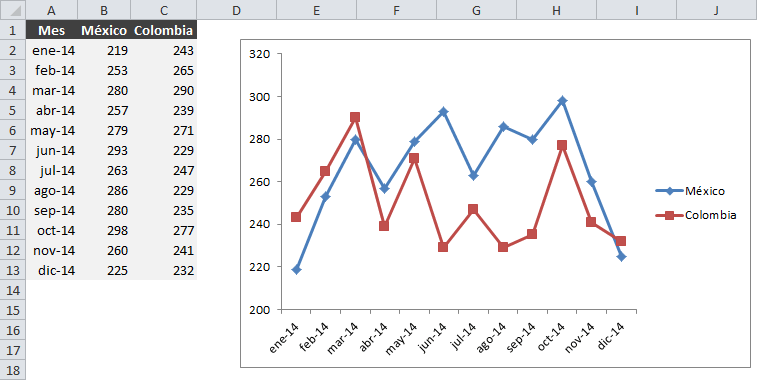 A B C D E F G H I J
1 Mes México Colombia
2 ene-14 219 243
3 feb-14 253 265
4 mar-14 280 290
5 abr-14 257 239
6 may-14 279 271
7 jun-14 293 229
8 jul-14 263 247
9 ago-14 286 229
10 sep-14 280 235
11 oct-14 298 277
12 nov-14 260 241
13 dic-14 225 232
14
15
16
17
18
320
300
280
260
240
220
200
ene-14 feb-14 mar-14 abr-14 may-14 jun-14 jul-14 ago-14 sep-14 oct-14 nov-14 dic-14
México
Colombia